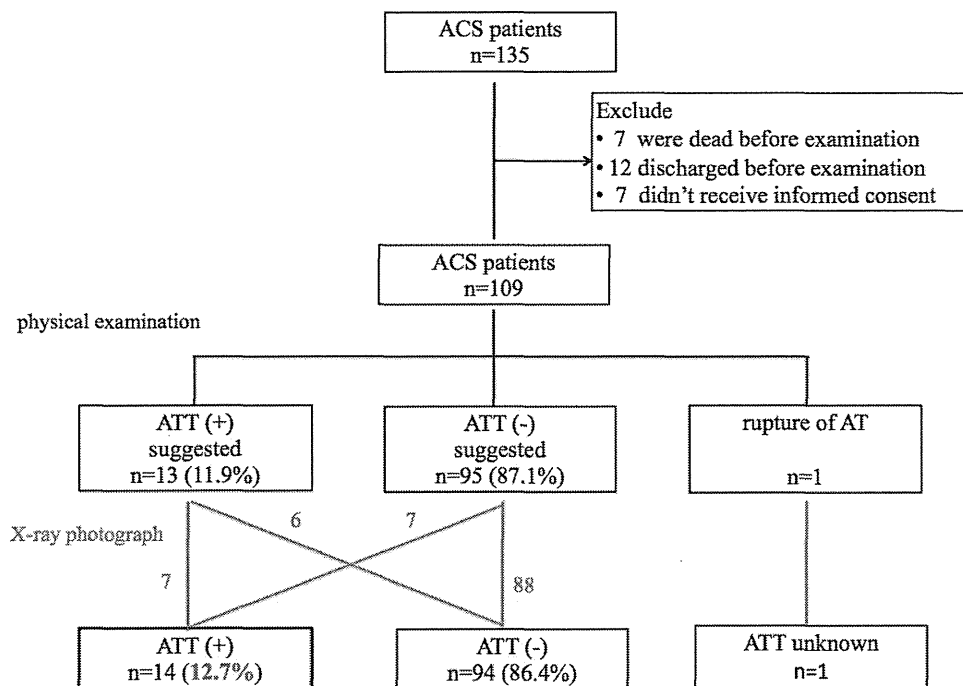 ACS patients
n=135
Exclude
• 7 were dead before examination
• 12 discharged before examination
• 7 didn't receive informed consent
ACS patients
n=109
physical examination
ATT (+)
suggested
n=13 (11.9%)
ATT (-)
suggested
n=95 (87.1%)
rupture of AT
n=1
X-ray photograph
6
7
7
88
ATT (+)
n=14 (12.7%)
ATT (-)
n=94 (86.4%)
ATT unknown
n=1